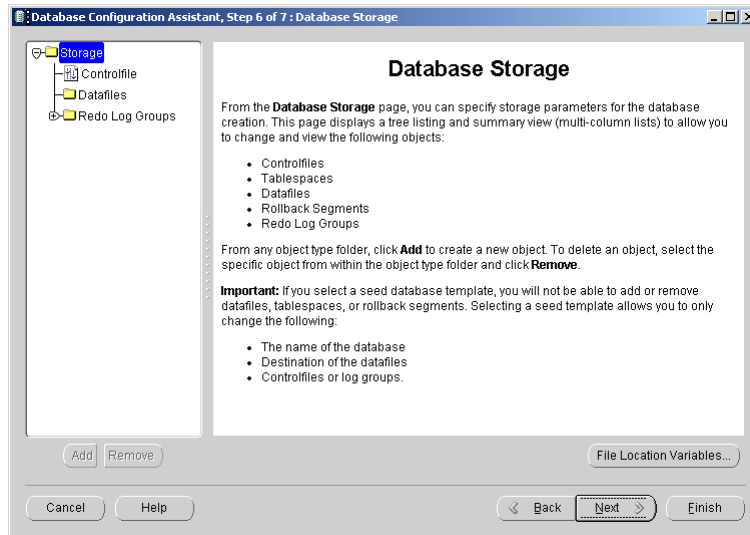 Database Configuration Assistant, Step 6 of 7 : Database Storage
Storage
Controlfile
Datafiles
Redo Log Groups
Add
Remove
Database Storage
From the Database Storage page, you can specify storage parameters for the database
creation. This page displays a tree listing and summary view (multi-column lists) to allow you
to change and view the following objects:
• Controlfiles
• Tablespaces
• Datafiles
• Rollback Segments
• Redo Log Groups
From any object type folder, click Add to create a new object. To delete an object, select the
specific object from within the object type folder and click Remove.
Important: If you select a seed database template, you will not be able to add or remove
datafiles, tablespaces, or rollback segments. Selecting a seed template allows you to only
change the following:
• The name of the database
• Destination of the datafiles
• Controlfiles or log groups.
File Location Variables...
Cancel
Help
Back
Next
Finish